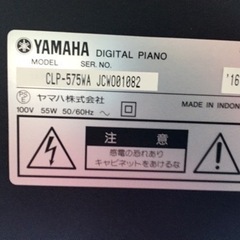 YAMAHA DIGITAL PIANO
MODEL SER. NO.
CLP-575WA JCWO01082 '16
ヤマハ株式会社 MADE IN INDON
100V 55W 50/60Hz
注意
感電の恐れあり
キャビネットをあけるな